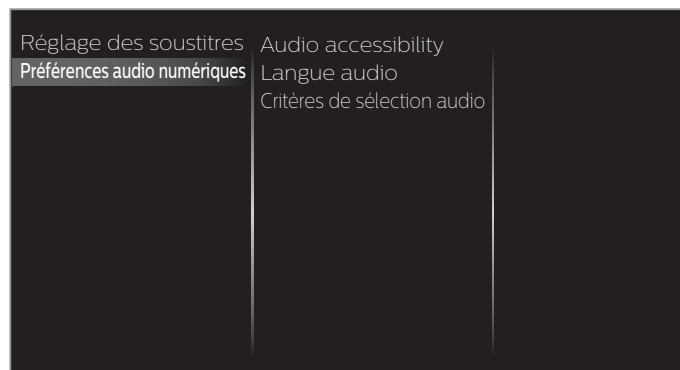 Réglage des soustitres
Préférences audio numériques
Audio accessibility
Langue audio
Critères de sélection audio